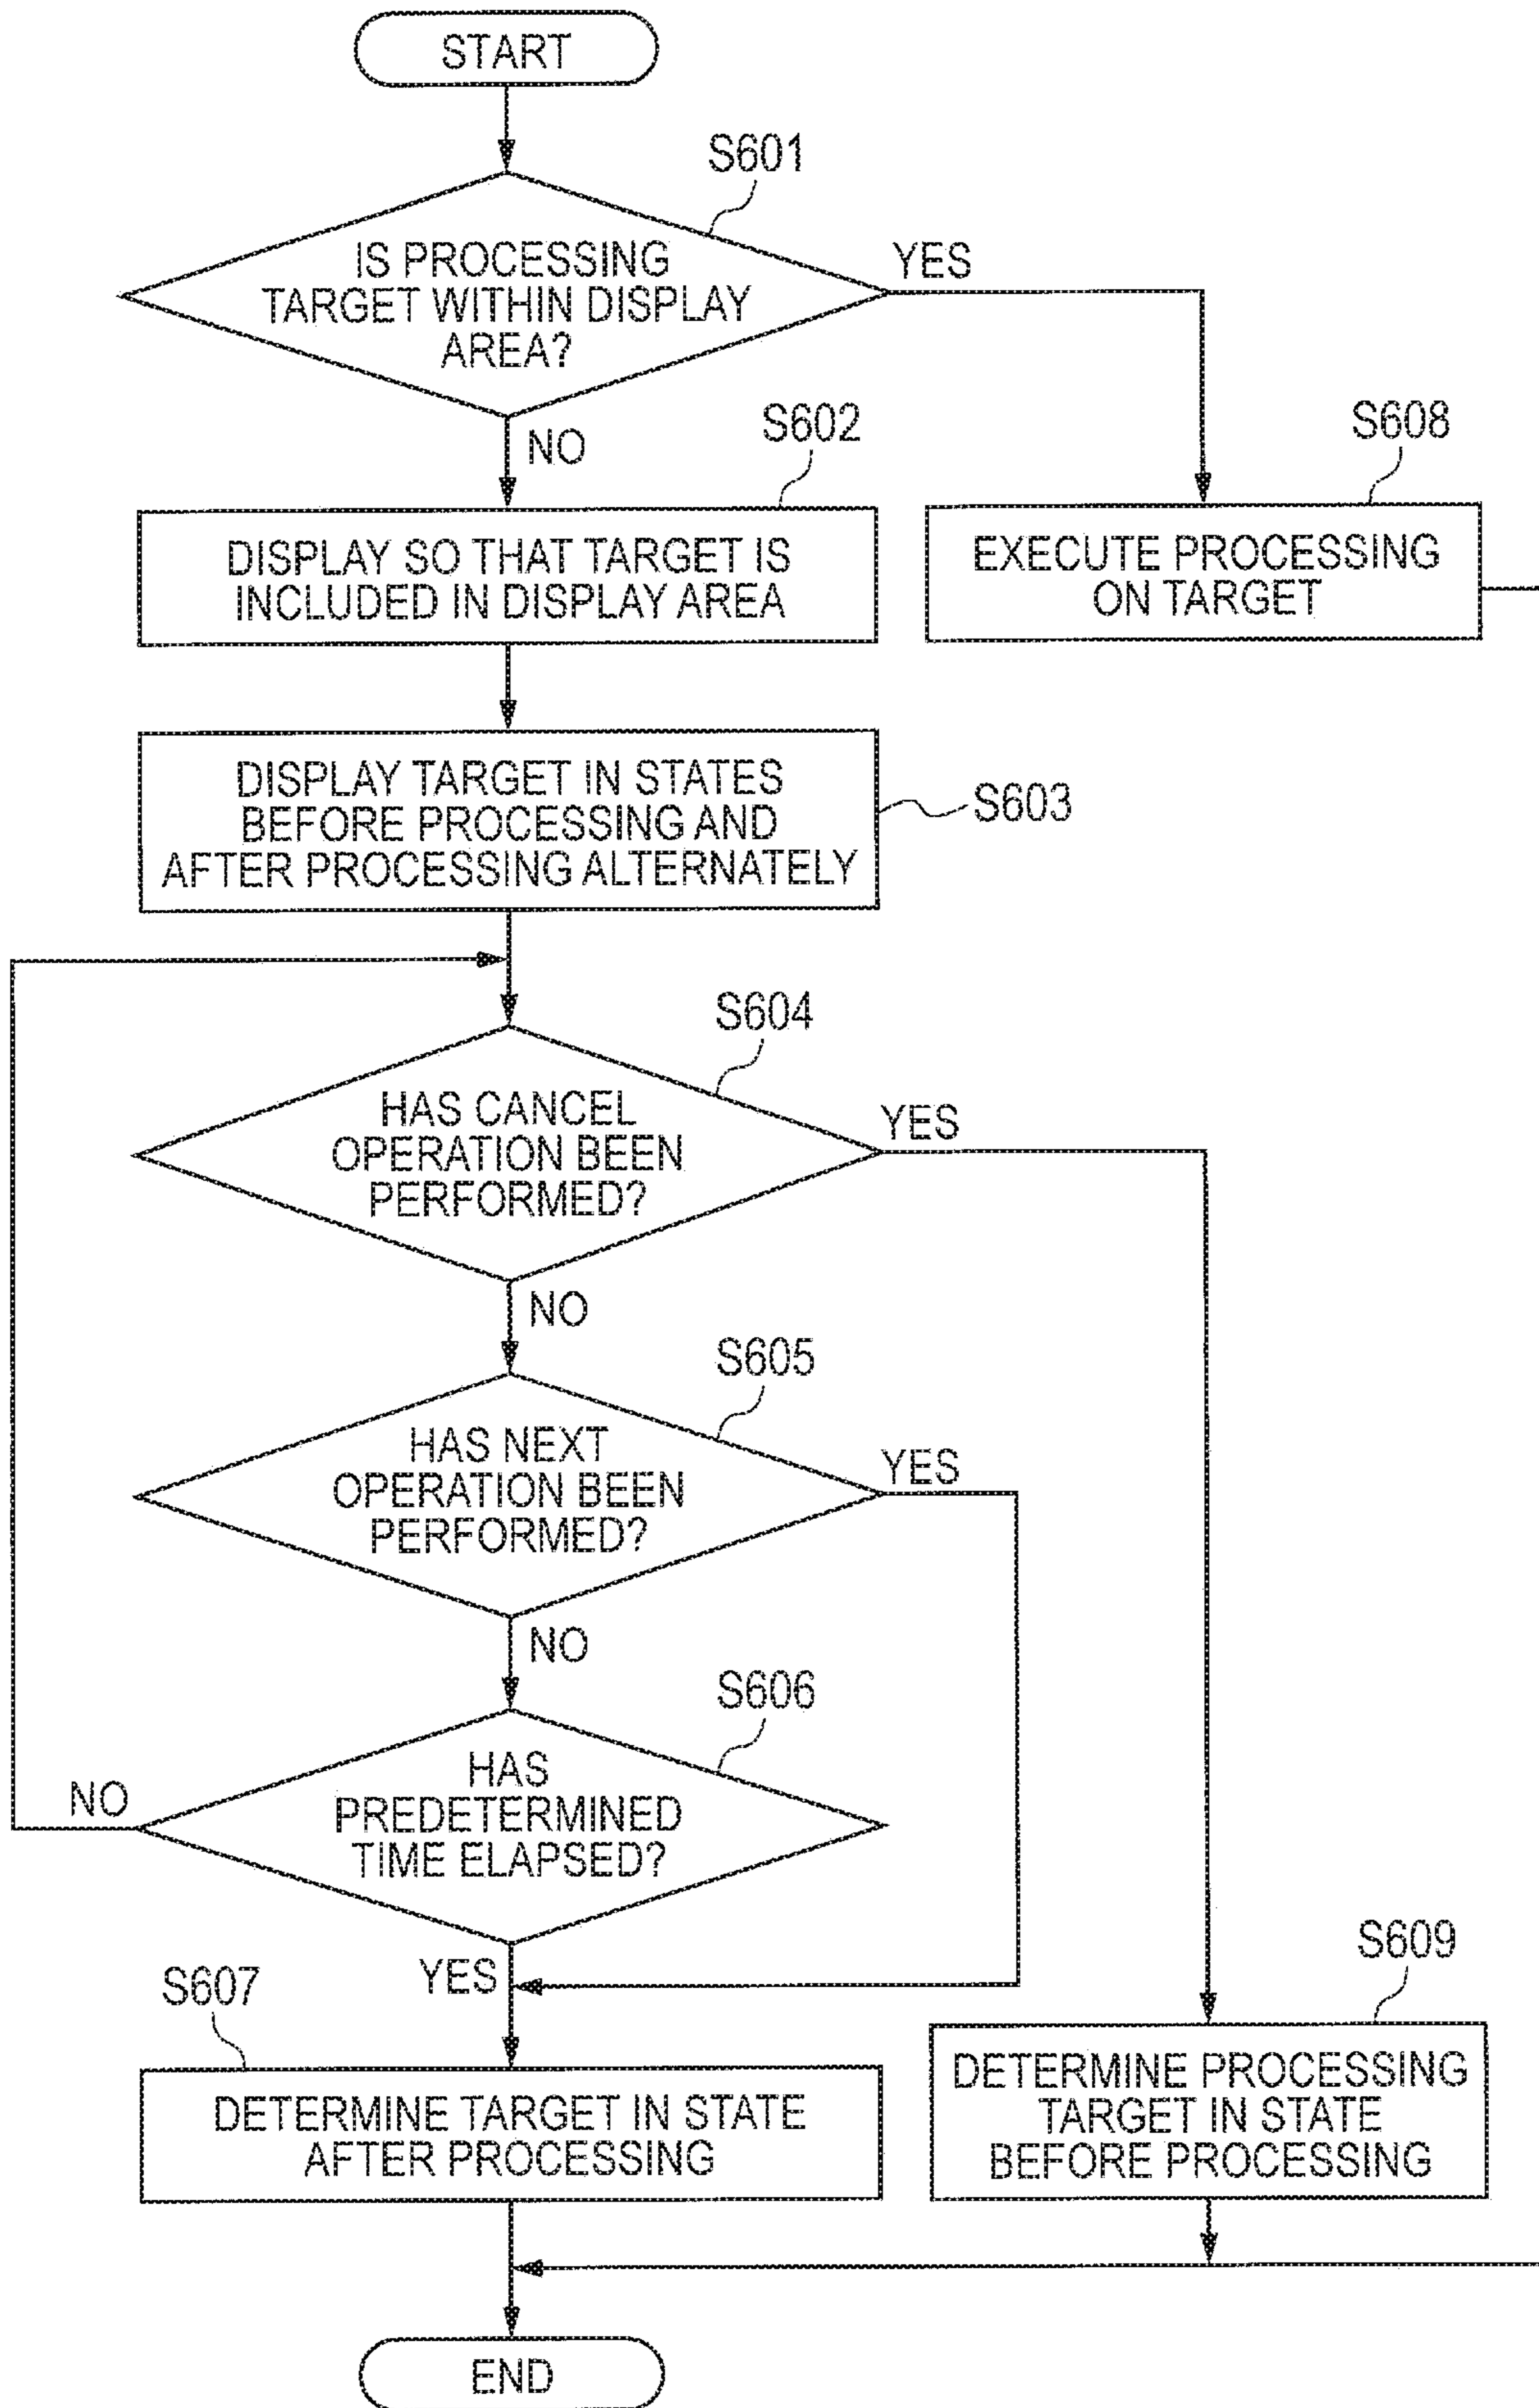 START
S601
IS PROCESSING
TARGET WITHIN DISPLAY
AREA?
YES
NO
S602
DISPLAY SO THAT TARGET IS
INCLUDED IN DISPLAY AREA
S608
EXECUTE PROCESSING
ON TARGET
DISPLAY TARGET IN STATES
BEFORE PROCESSING AND
AFTER PROCESSING ALTERNATELY
S603
S604
HAS CANCEL
OPERATION BEEN
PERFORMED?
YES
NO
S605
HAS NEXT
OPERATION BEEN
PERFORMED?
YES
NO
S606
HAS
PREDETERMINED
TIME ELAPSED?
NO
YES
S607
DETERMINE TARGET IN STATE
AFTER PROCESSING
S609
DETERMINE PROCESSING
TARGET IN STATE
BEFORE PROCESSING
END